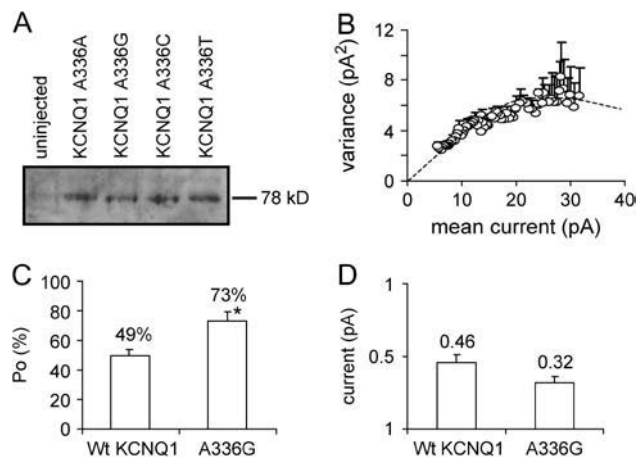 A
uninjected
KCNQ1 A336A
KCNQ1 A336G
KCNQ1 A336C
KCNQ1 A336T
78 kD
B
variance (pA²)
12
8
4
0
0
10
20
30
40
mean current (pA)
C
Po (%)
100
80
60
40
20
0
49%
73%
*
Wt KCNQ1
A336G
D
current (pA)
1
0.5
1
0.46
0.32
Wt KCNQ1
A336G